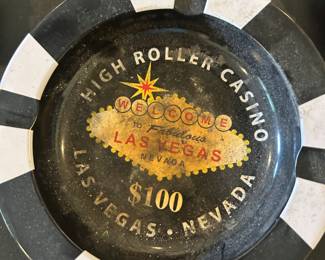 HIGH ROLLER CASINO
WELCOME
TO Fabulous
LAS VEGAS
NEVADA
$100
LAS VEGAS • NEVADA